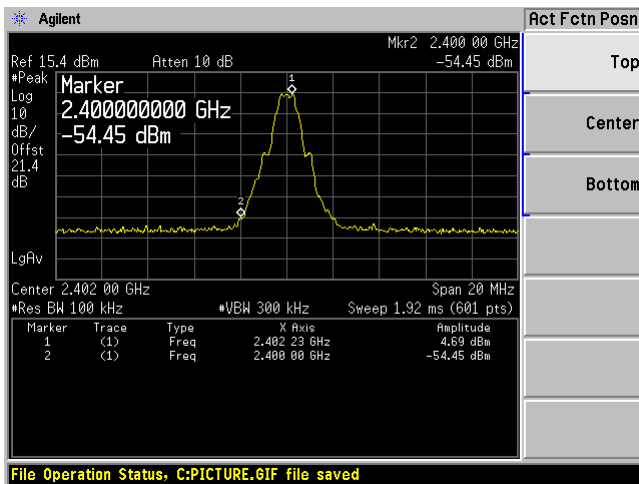 Agilent
Act Fctn Posn
Mkr2 2.400 00 GHz
Ref 15.4 dBm Atten 10 dB -54.45 dBm
#Peak
Log
10
dB/
Offst
21.4
dB
LgAv
Marker
2.400000000 GHz
-54.45 dBm
1
2
Center 2.402 00 GHz Span 20 MHz
#Res BW 100 kHz #VBW 300 kHz Sweep 1.92 ms (601 pts)
Marker Trace Type X Axis Amplitude
1 (1) Freq 2.402 23 GHz 4.69 dBm
2 (1) Freq 2.400 00 GHz -54.45 dBm
Top
Center
Bottom
File Operation Status, C:PICTURE.GIF file saved